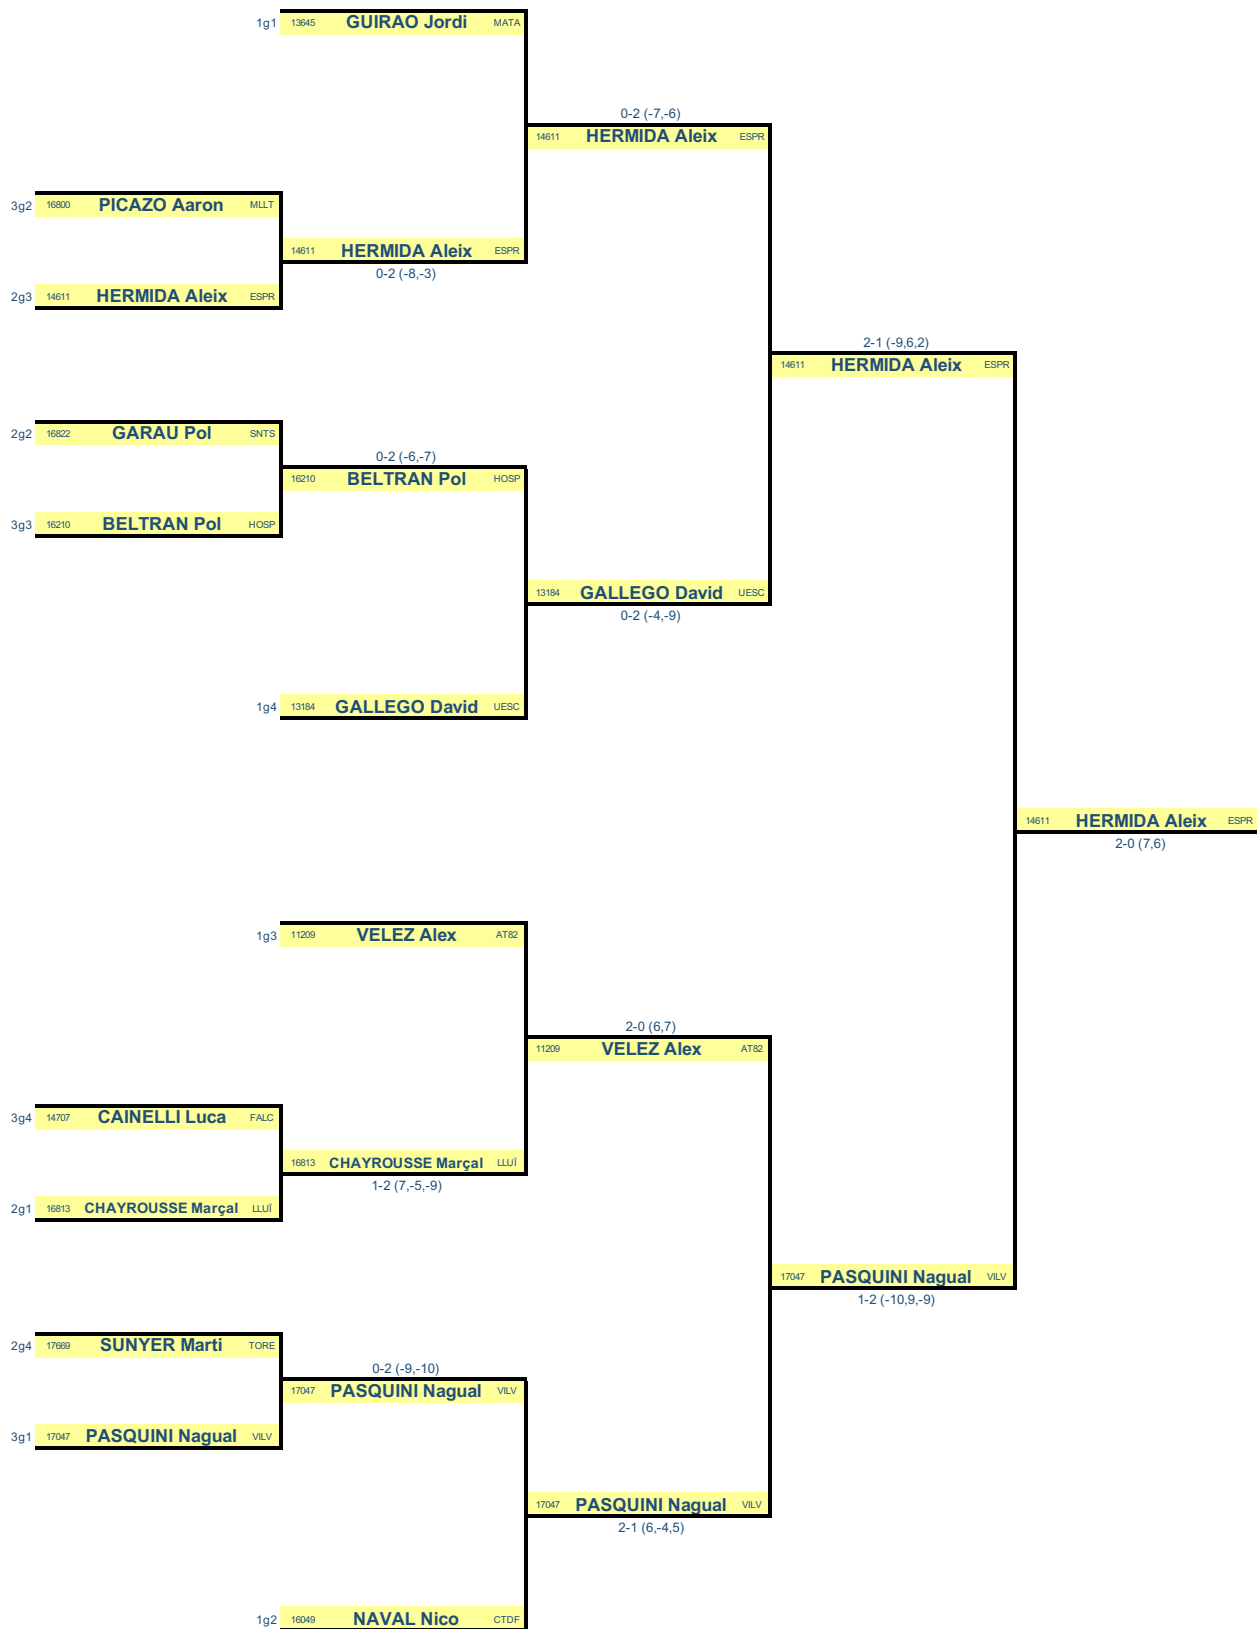 1g1 13645 GUIRAO Jordi MATA
0-2 (-7,-6)
14611 HERMIDA Aleix ESPR
3g2 16800 PICAZO Aaron MLLT
14611 HERMIDA Aleix ESPR
0-2 (-8,-3)
2g3 14611 HERMIDA Aleix ESPR
2-1 (-9,6,2)
14611 HERMIDA Aleix ESPR
2g2 16822 GARAU Pol SNTS
0-2 (-6,-7)
16210 BELTRAN Pol HOSP
3g3 16210 BELTRAN Pol HOSP
13184 GALLEGO David UESC
0-2 (-4,-9)
1g4 13184 GALLEGO David UESC
14611 HERMIDA Aleix ESPR
2-0 (7,6)
1g3 11209 VELEZ Alex AT82
2-0 (6,7)
11209 VELEZ Alex AT82
3g4 14707 CAINELLI Luca FALC
16813 CHAYROUSSE Marçal LLUÏ
1-2 (7,-5,-9)
2g1 16813 CHAYROUSSE Marçal LLUÏ
17047 PASQUINI Nagual VILV
1-2 (-10,9,-9)
2g4 17669 SUNYER Marti TORE
0-2 (-9,-10)
17047 PASQUINI Nagual VILV
3g1 17047 PASQUINI Nagual VILV
17047 PASQUINI Nagual VILV
2-1 (6,-4,5)
1g2 16049 NAVAL Nico CTDF